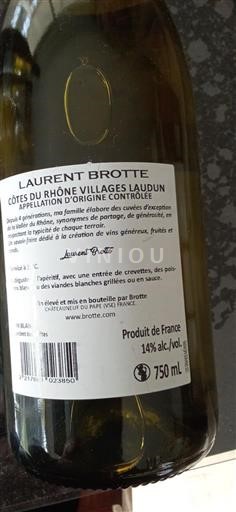 LAURENT BROTTE
CÔTES DU RHÔNE VILLAGES LAUDUN
APPELLATION D'ORIGINE CONTRÔLÉE
Depuis 4 générations, ma famille élabore des cuvées d'exception
de la Vallée du Rhône, synonymes de partage, de générosité, en
respectant la typicité de chaque terroir.
Un savoir-faire dédié à la création de vins généreux, fruités et
Laurent Brotte
l'apéritif, avec une entrée de crevettes, des pois-
ou des viandes blanches grillées ou en sauce.
élevé et mis en bouteille par Brotte
CHÂTEAUNEUF DU PAPE (VSE) FRANCE.
www.brotte.com
Produit de France
14% alc./vol.
750 mL
023850